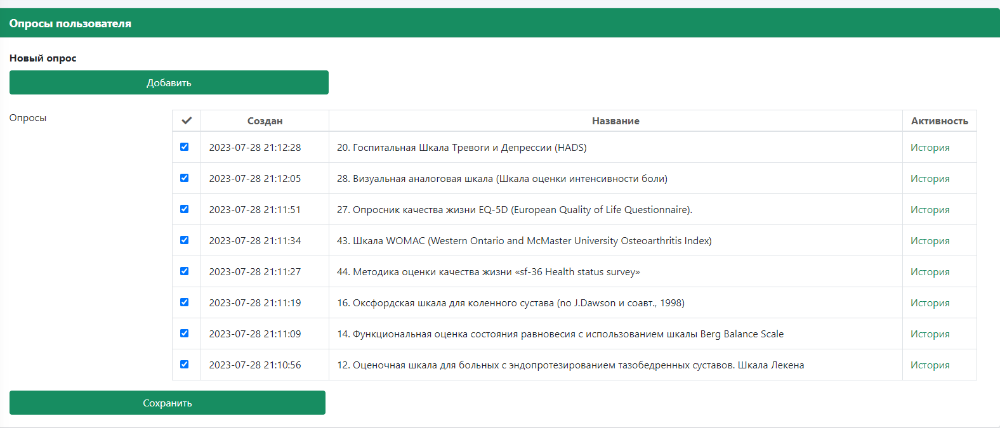 Опросы пользователя
Новый опрос
Добавить
Опросы
Создан Название Активность
2023-07-28 21:12:28 20. Госпитальная Шкала Тревоги и Депрессии (HADS) История
2023-07-28 21:12:05 28. Визуальная аналоговая шкала (Шкала оценки интенсивности боли) История
2023-07-28 21:11:51 27. Опросник качества жизни EQ-5D (European Quality of Life Questionnaire). История
2023-07-28 21:11:34 43. Шкала WOMAC (Western Ontario and McMaster University Osteoarthritis Index) История
2023-07-28 21:11:27 44. Методика оценки качества жизни «sf-36 Health status survey» История
2023-07-28 21:11:19 16. Оксфордская шкала для коленного сустава (по J.Dawson и соавт., 1998) История
2023-07-28 21:11:09 14. Функциональная оценка состояния равновесия с использованием шкалы Berg Balance Scale История
2023-07-28 21:10:56 12. Оценочная шкала для больных с эндопротезированием тазобедренных суставов. Шкала Лекена История
Сохранить